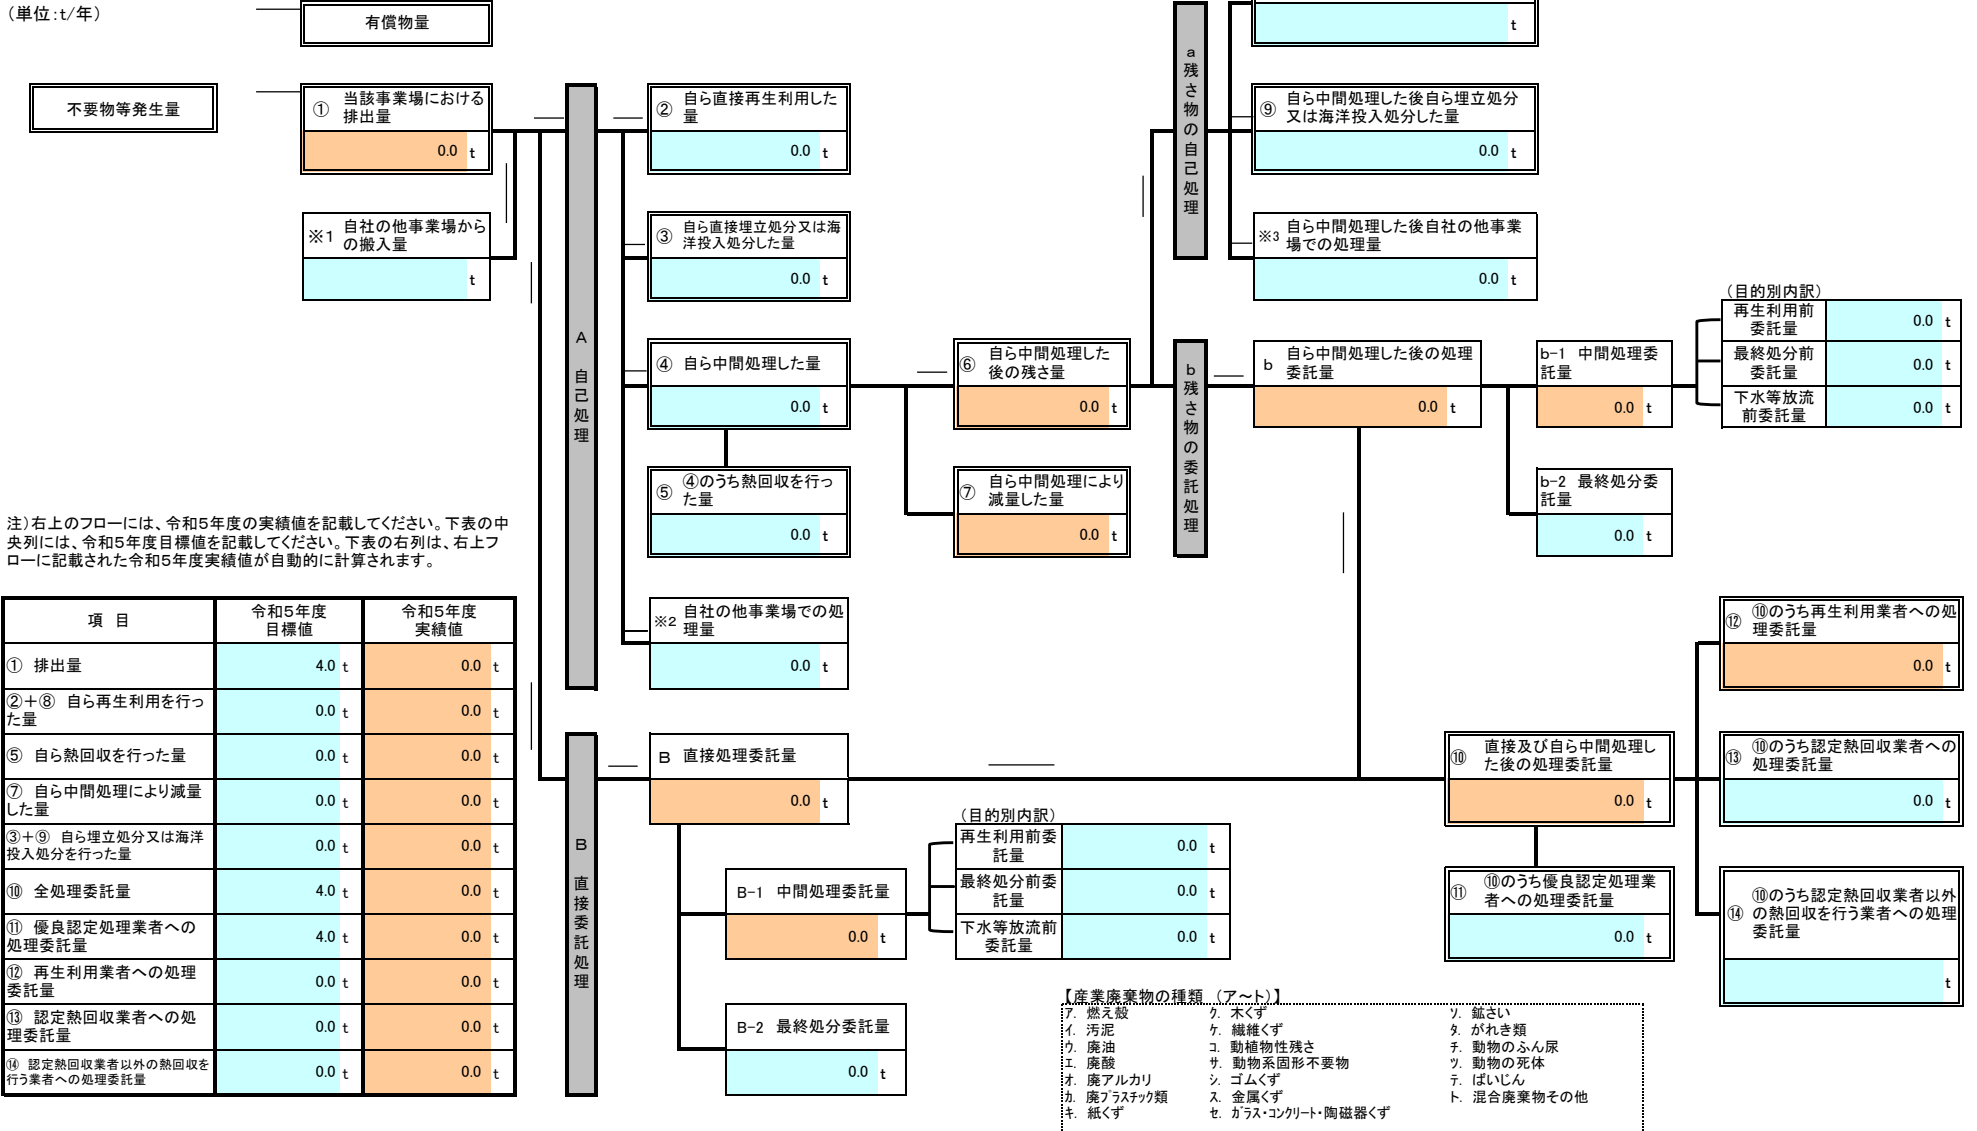 (単位:t/年)
有償物量
t
不要物等発生量
① 当該事業場における
排出量
0.0 t
※1 自社の他事業場から
の搬入量
t
A 自己処理
② 自ら直接再生利用した
量
0.0 t
③ 自ら直接埋立処分又は海
洋投入処分した量
0.0 t
④ 自ら中間処理した量
0.0 t
⑤ ④のうち熱回収を行っ
た量
0.0 t
※2 自社の他事業場での処
理量
0.0 t
⑥ 自ら中間処理した
後の残さ量
0.0 t
⑦ 自ら中間処理により
減量した量
0.0 t
a 残さ物の自己処理
⑨ 自ら中間処理した後自ら埋立処分
又は海洋投入処分した量
0.0 t
※3 自ら中間処理した後自社の他事業
場での処理量
0.0 t
b 残さ物の委託処理
b 自ら中間処理した後の処理
委託量
0.0 t
b-1 中間処理委
託量
0.0 t
b-2 最終処分委
託量
0.0 t
(目的別内訳)
再生利用前
委託量
0.0 t
最終処分前
委託量
0.0 t
下水等放流
前委託量
0.0 t
注)右上のフローには、令和5年度の実績値を記載してください。下表の中
央列には、令和5年度目標値を記載してください。下表の右列は、右上フ
ローに記載された令和5年度実績値が自動的に計算されます。
項 目 令和5年度
目標値 令和5年度
実績値
① 排出量 4.0 t 0.0 t
②+⑧ 自ら再生利用を行っ
た量 0.0 t 0.0 t
⑤ 自ら熱回収を行った量 0.0 t 0.0 t
⑦ 自ら中間処理により減量
した量 0.0 t 0.0 t
③+⑨ 自ら埋立処分又は海洋
投入処分を行った量 0.0 t 0.0 t
⑩ 全処理委託量 4.0 t 0.0 t
⑪ 優良認定処理業者への
処理委託量 4.0 t 0.0 t
⑫ 再生利用業者への処理
委託量 0.0 t 0.0 t
⑬ 認定熱回収業者への処
理委託量 0.0 t 0.0 t
⑭ 認定熱回収業者以外の熱回収を
行う業者への処理委託量 0.0 t 0.0 t
B 直接委託処理
B 直接処理委託量
0.0 t
B-1 中間処理委託量
0.0 t
B-2 最終処分委託量
0.0 t
(目的別内訳)
再生利用前委
託量
0.0 t
最終処分前委
託量
0.0 t
下水等放流前
委託量
0.0 t
⑩ 直接及び自ら中間処理し
た後の処理委託量
0.0 t
⑪ ⑩のうち優良認定処理業
者への処理委託量
0.0 t
⑫ ⑩のうち再生利用業者への処
理委託量
0.0 t
⑬ ⑩のうち認定熱回収業者への
処理委託量
0.0 t
⑭ ⑩のうち認定熱回収業者以外
の熱回収を行う業者への処理
委託量
t
【産業廃棄物の種類 (ア~ト)】
ア. 燃え殻 ク. 木くず ソ. 鉱さい
イ. 汚泥 ケ. 繊維くず タ. がれき類
ウ. 廃油 コ. 動植物性残さ チ. 動物のふん尿
エ. 廃酸 サ. 動物系固形不要物 ツ. 動物の死体
オ. 廃アルカリ シ. ゴムくず テ. ばいじん
カ. 廃プラスチック類 ス. 金属くず ト. 混合廃棄物その他
キ. 紙くず セ. ガラス・コンクリート・陶磁器くず